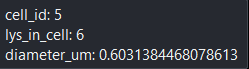 cell_id: 5
lys_in_cell: 6
diameter_um: 0.6031384468078613